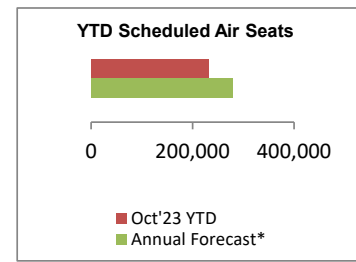 YTD Scheduled Air Seats
0 200,000 400,000
Oct'23 YTD
Annual Forecast*